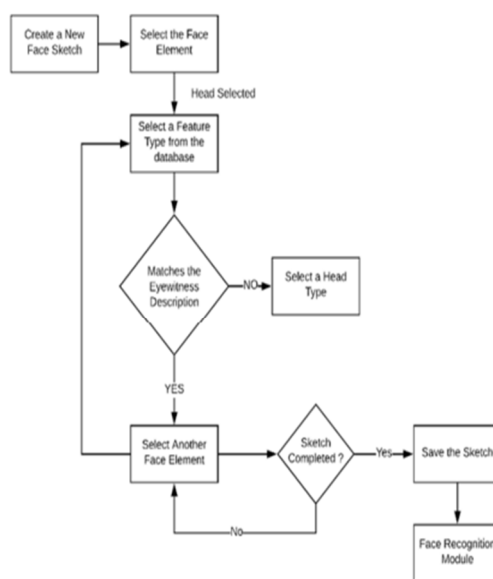 Create a New
Face Sketch
Select the Face
Element
Head Selected
Select a Feature
Type from the
database
Matches the
Eyewitness
Description
NO
Select a Head
Type
YES
Select Another
Face Element
Sketch
Completed ?
Yes
Save the Sketch
No
Face Recognition
Module